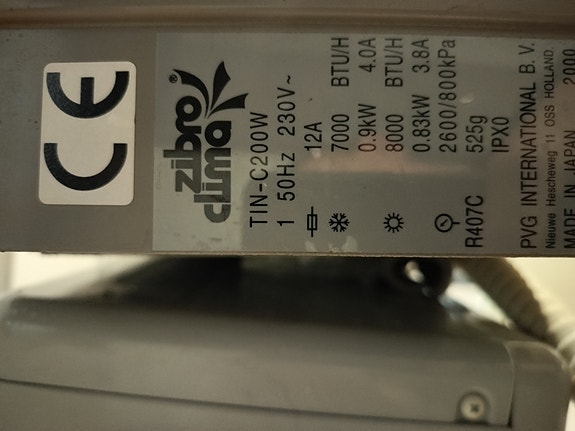 CE
zibro
clima
®
TIN-C200W
1 50Hz 230V~
12A
7000 BTU/H
0.9kW 4.0A
8000 BTU/H
0.83kW 3.8A
2600/800kPa
R407C 525g
IPX0
PVG INTERNATIONAL B.V.
Nieuwe Hescheweg 11 OSS HOLLAND.
MADE IN JAPAN 2000